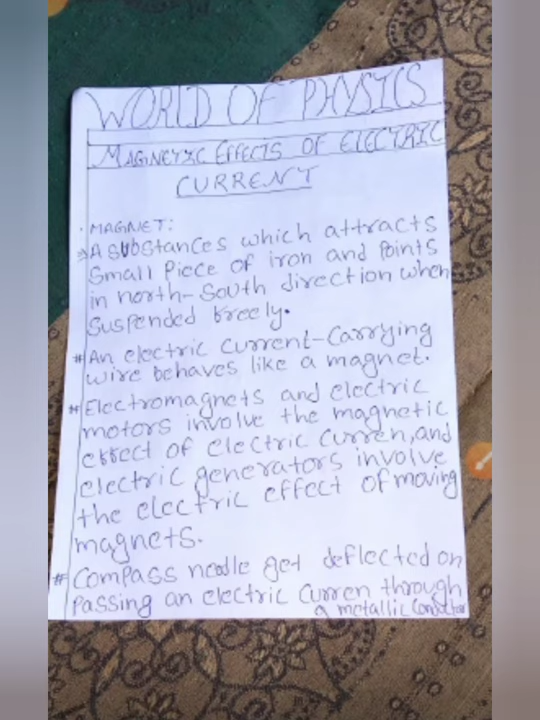 WORLD OF PHYSICS
MAGNETIC EFFECTS OF ELECTRIC
CURRENT
· MAGNET:
⇒ A Substances which attracts
Small Piece of iron and Points
in north-South direction when
Suspended freely.
# An electric current-Carrying
wire behaves like a magnet.
# Electromagnets and electric
motors involve the magnetic
effect of electric curren, and
electric generators involve
the electric effect of moving
magnets.
# Compass needle get deflected on
Passing an electric curren through
a metallic Conductor